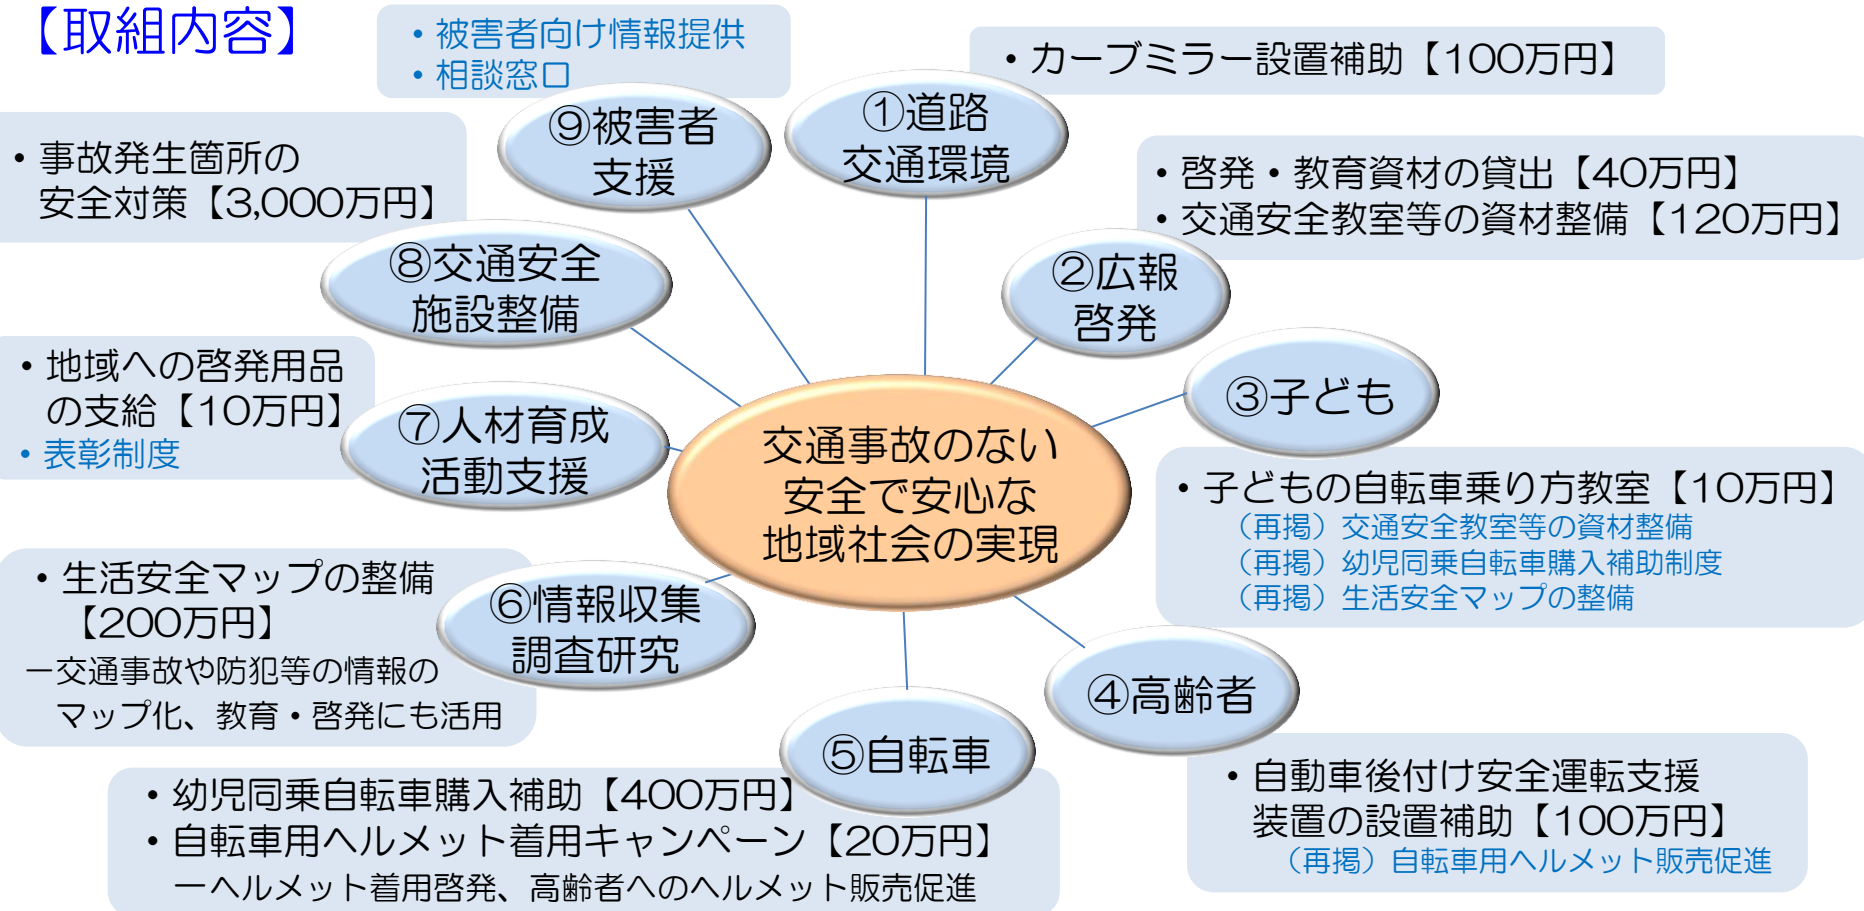 【取組内容】
・被害者向け情報提供
・相談窓口
⑨被害者
支援
・カーブミラー設置補助【100万円】
①道路
交通環境
・啓発・教育資材の貸出【40万円】
・交通安全教室等の資材整備【120万円】
②広報
啓発
③子ども
・子どもの自転車乗り方教室【10万円】
（再掲）交通安全教室等の資材整備
（再掲）幼児同乗自転車購入補助制度
（再掲）生活安全マップの整備
④高齢者
・自動車後付け安全運転支援
装置の設置補助【100万円】
（再掲）自転車用ヘルメット販売促進
⑤自転車
・幼児同乗自転車購入補助【400万円】
・自転車用ヘルメット着用キャンペーン【20万円】
－ヘルメット着用啓発、高齢者へのヘルメット販売促進
⑥情報収集
調査研究
・生活安全マップの整備
【200万円】
－交通事故や防犯等の情報の
マップ化、教育・啓発にも活用
⑦人材育成
活動支援
・地域への啓発用品
の支給【10万円】
・表彰制度
⑧交通安全
施設整備
・事故発生箇所の
安全対策【3,000万円】
交通事故のない
安全で安心な
地域社会の実現